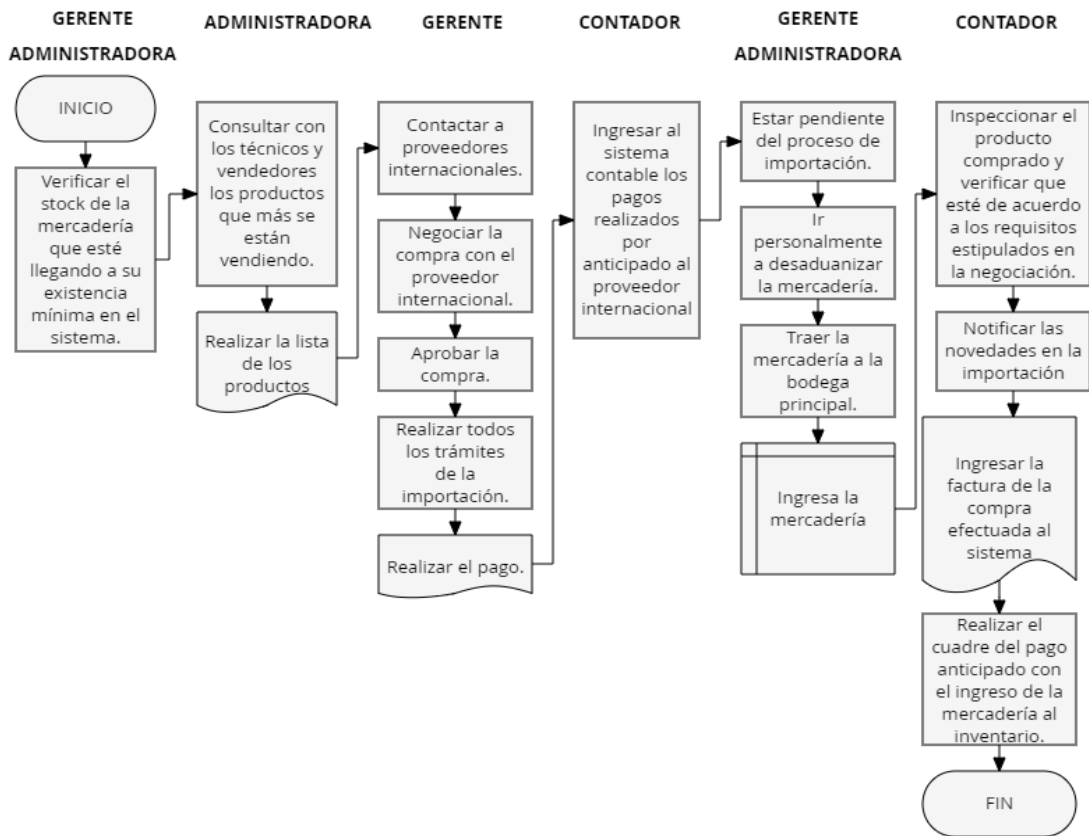 GERENTE
ADMINISTRADORA
ADMINISTRADORA
GERENTE
CONTADOR
GERENTE
ADMINISTRADORA
CONTADOR
INICIO
Verificar el
stock de la
mercadería
que esté
llegando a su
existencia
mínima en el
sistema.
Consultar con
los técnicos y
vendedores
los productos
que más se
están
vendiendo.
Realizar la lista
de los
productos
Contactar a
proveedores
internacionales.
Negociar la
compra con el
proveedor
internacional.
Aprobar la
compra.
Realizar todos
los trámites
de la
importación.
Realizar el pago.
Ingresar al
sistema
contable los
pagos
realizados
por
anticipado al
proveedor
internacional
Estar pendiente
del proceso de
importación.
Ir
personalmente
a desaduanizar
la mercadería.
Traer la
mercadería a la
bodega
principal.
Ingresa la
mercadería
Inspeccionar el
producto
comprado y
verificar que
esté de acuerdo
a los requisitos
estipulados en
la negociación.
Notificar las
novedades en la
importación
Ingresar la
factura de la
compra
efectuada al
sistema
Realizar el
cuadre del pago
anticipado con
el ingreso de la
mercadería al
inventario.
FIN